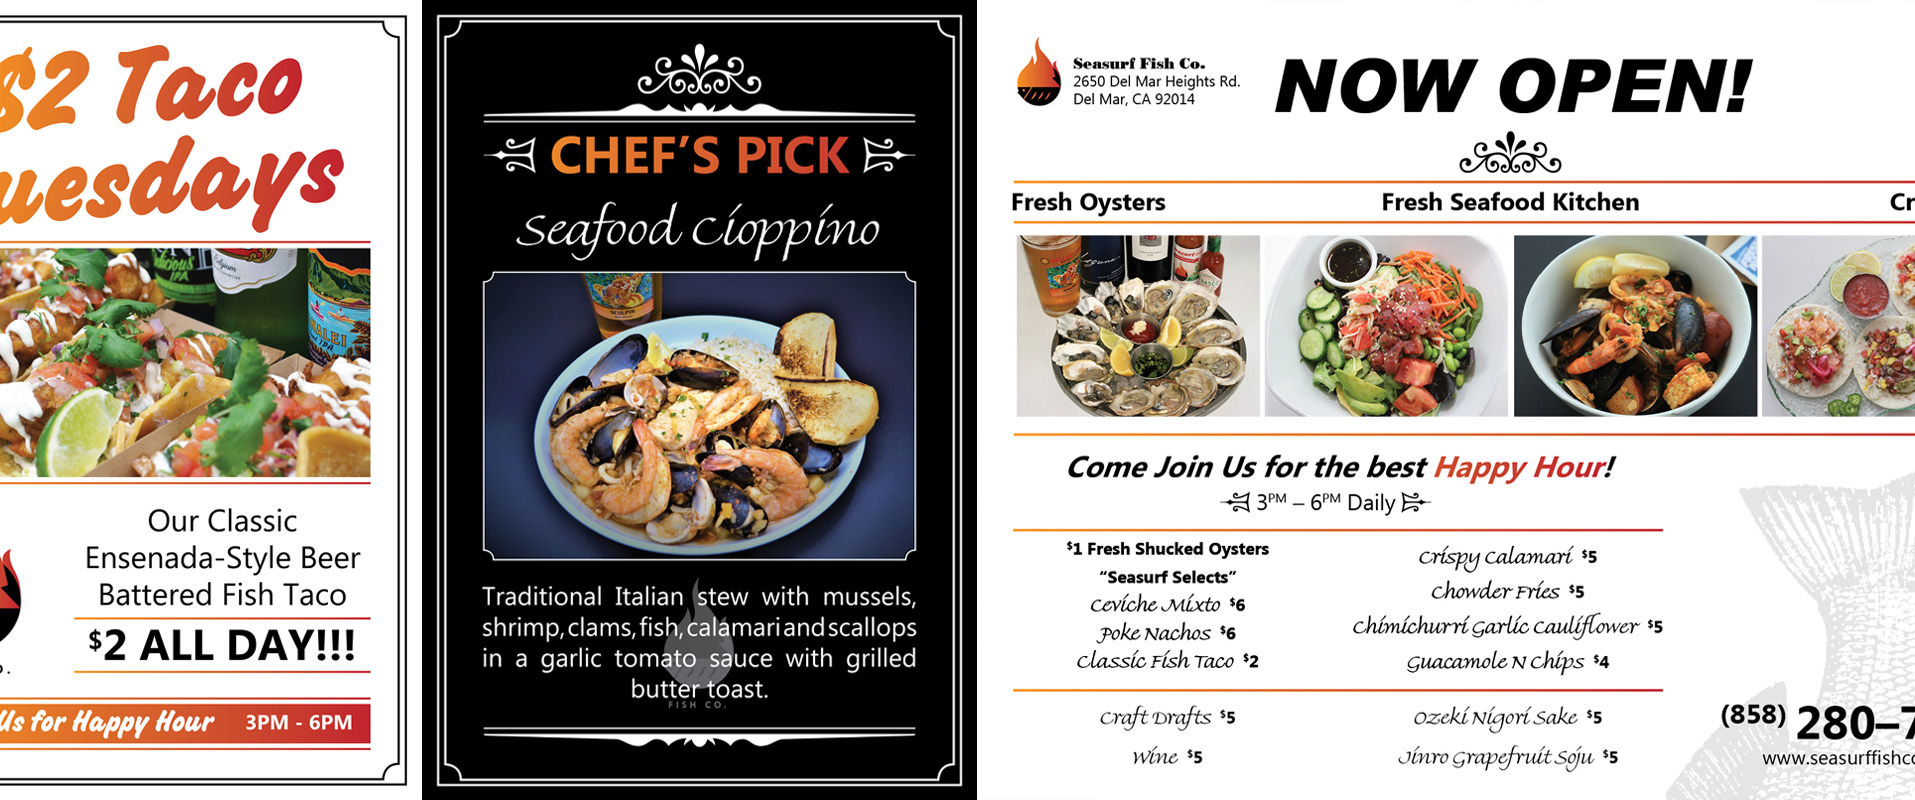 $2 Taco
uesdays
Our Classic
Ensenada-Style Beer
Battered Fish Taco
$2 ALL DAY!!!
Us for Happy Hour 3PM - 6PM
CHEF'S PICK
Seafood Cioppino
SCULPIN
Traditional Italian stew with mussels,
shrimp, clams, fish, calamari and scallops
in a garlic tomato sauce with grilled
butter toast.
FISH CO.
Seasurf Fish Co.
2650 Del Mar Heights Rd.
Del Mar, CA 92014
NOW OPEN!
Fresh Oysters
Fresh Seafood Kitchen
Cr
Come Join Us for the best Happy Hour!
3PM – 6PM Daily
$1 Fresh Shucked Oysters
“Seasurf Selects”
Ceviche Mixto $6
Poke Nachos $6
Classic Fish Taco $2
Crispy Calamari $5
Chowder Fries $5
Chimichurri Garlic Cauliflower $5
Guacamole N Chips $4
Craft Drafts $5
Wine $5
Ozeki Nigori Sake $5
Jinro Grapefruit Soju $5
(858) 280–7
www.seasurffishco